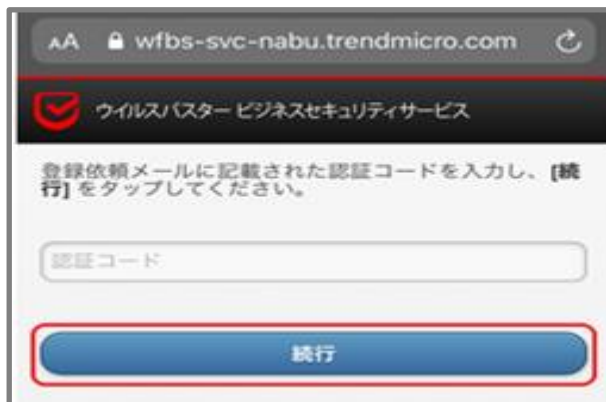 AA wfbs-svc-nabu.trendmicro.com
ウイルスバスター ビジネスセキュリティサービス
登録依頼メールに記載された認証コードを入力し、[続
行] をタップしてください。
認証コード
続行